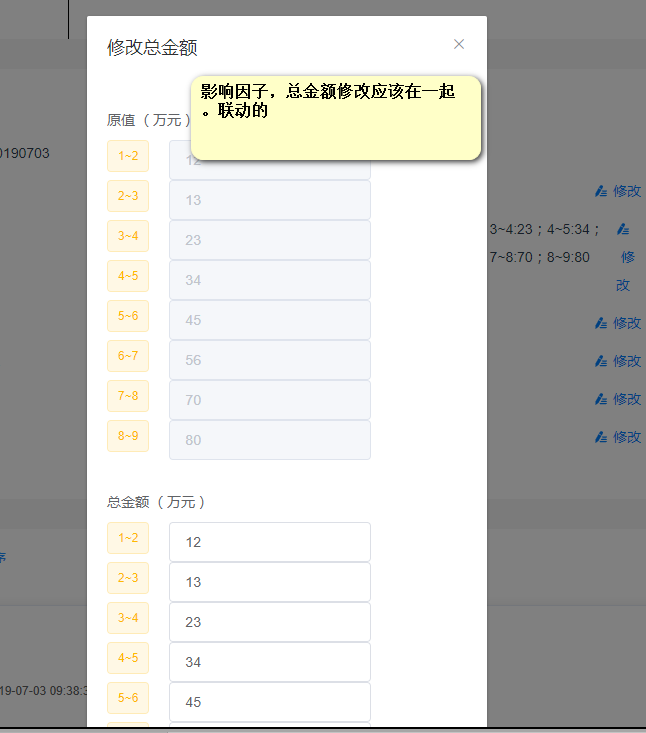 修改总金额
影响因子，总金额修改应该在一起
。联动的
原值（万元）
1~2 12
2~3 13
3~4 23
4~5 34
5~6 45
6~7 56
7~8 70
8~9 80
总金额（万元）
1~2 12
2~3 13
3~4 23
4~5 34
5~6 45
0190703
修改
3~4:23；4~5:34；
7~8:70；8~9:80
修
改
修改
修改
修改
修改
19-07-03 09:38:3